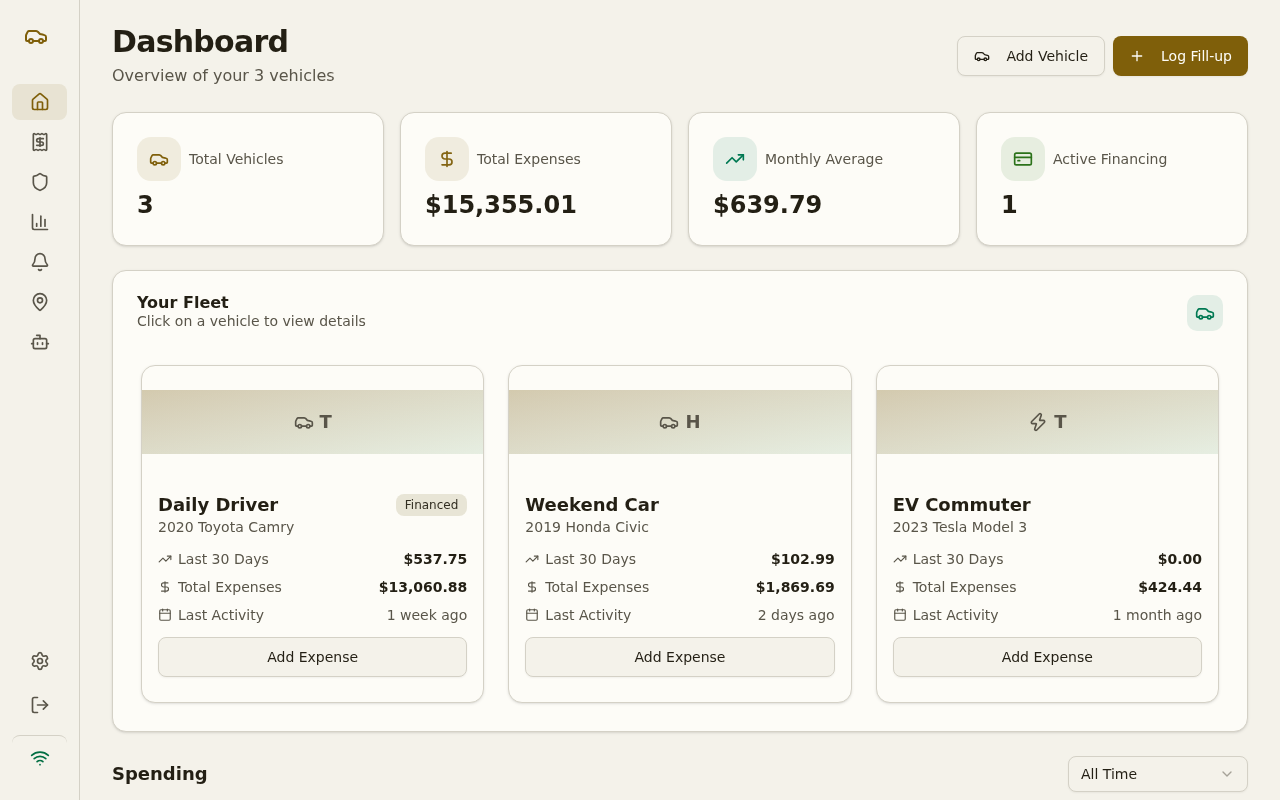 Dashboard
Overview of your 3 vehicles
Add Vehicle
Log Fill-up
Total Vehicles
3
Total Expenses
$15,355.01
Monthly Average
$639.79
Active Financing
1
Your Fleet
Click on a vehicle to view details
T
Daily Driver
Financed
2020 Toyota Camry
Last 30 Days $537.75
Total Expenses $13,060.88
Last Activity 1 week ago
Add Expense
H
Weekend Car
2019 Honda Civic
Last 30 Days $102.99
Total Expenses $1,869.69
Last Activity 2 days ago
Add Expense
T
EV Commuter
2023 Tesla Model 3
Last 30 Days $0.00
Total Expenses $424.44
Last Activity 1 month ago
Add Expense
Spending
All Time